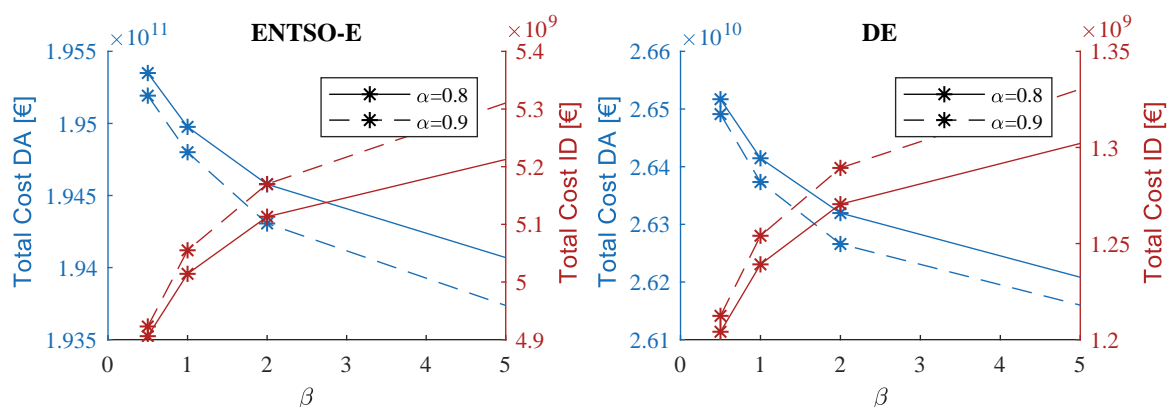 ENTSO-E
×10¹¹
×10⁹
1.955
1.95
1.945
1.94
1.935
Total Cost DA [€]
5.4
5.3
5.2
5.1
5
4.9
Total Cost ID [€]
α=0.8
α=0.9
0 1 2 3 4 5
β
DE
×10¹⁰
×10⁹
2.66
2.65
2.64
2.63
2.62
2.61
Total Cost DA [€]
1.35
1.3
1.25
1.2
Total Cost ID [€]
α=0.8
α=0.9
0 1 2 3 4 5
β